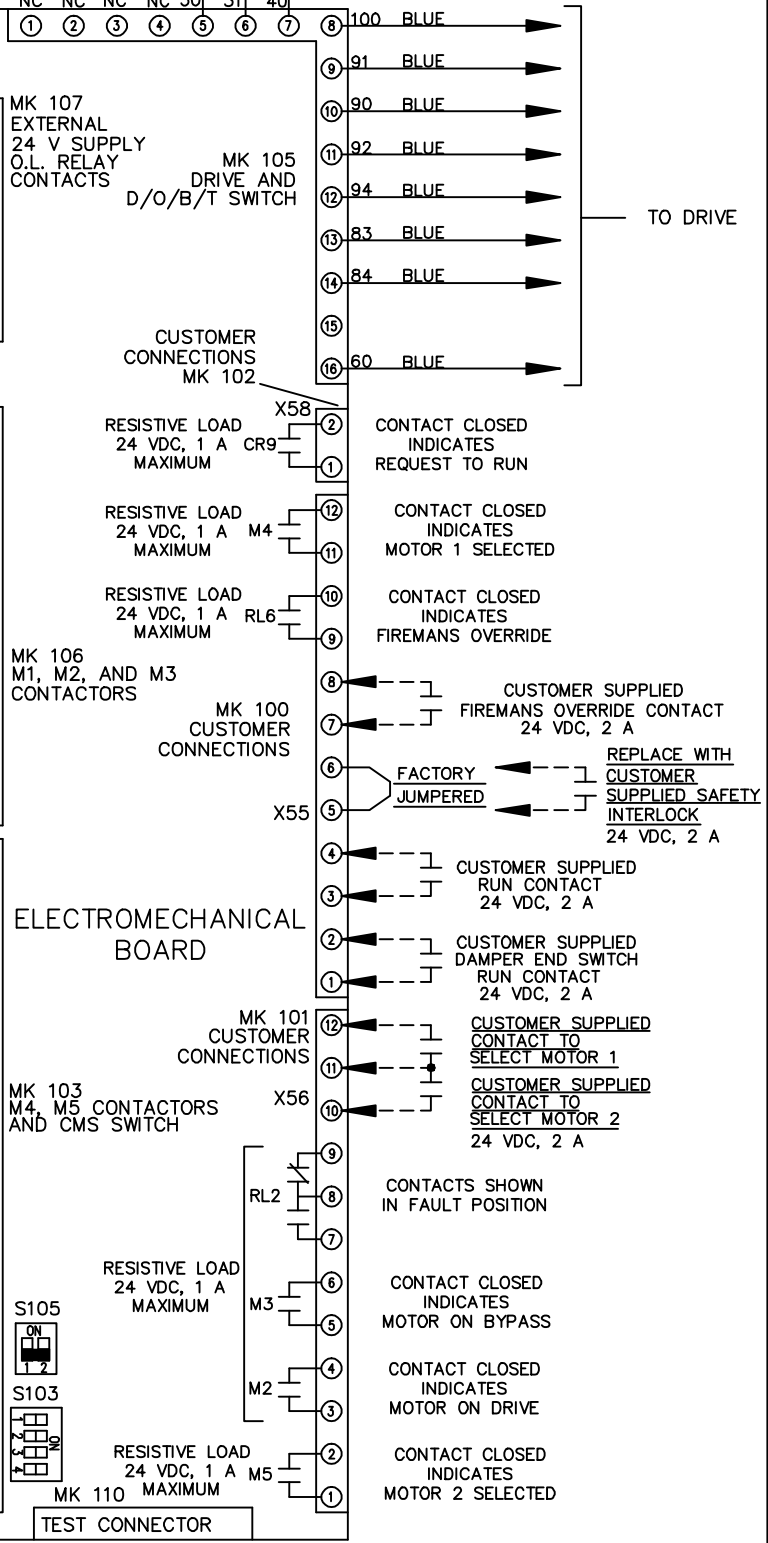 NC NC NC NC 30 31 40
1 2 3 4 5 6 7 8 100 BLUE
9 91 BLUE
10 90 BLUE
11 92 BLUE
12 94 BLUE
13 83 BLUE
14 84 BLUE
15
16 60 BLUE
TO DRIVE
MK 107
EXTERNAL
24 V SUPPLY
O.L. RELAY
CONTACTS
MK 105
DRIVE AND
D/O/B/T SWITCH
CUSTOMER
CONNECTIONS
MK 102
X58
RESISTIVE LOAD
24 VDC, 1 A
MAXIMUM
CR9
2
1
CONTACT CLOSED
INDICATES
REQUEST TO RUN
RESISTIVE LOAD
24 VDC, 1 A
MAXIMUM
M4
12
11
CONTACT CLOSED
INDICATES
MOTOR 1 SELECTED
RESISTIVE LOAD
24 VDC, 1 A
MAXIMUM
RL6
10
9
CONTACT CLOSED
INDICATES
FIREMANS OVERRIDE
MK 106
M1, M2, AND M3
CONTACTORS
MK 100
CUSTOMER
CONNECTIONS
8
7
CUSTOMER SUPPLIED
FIREMANS OVERRIDE CONTACT
24 VDC, 2 A
6
5
X55
FACTORY
JUMPERED
REPLACE WITH
CUSTOMER
SUPPLIED SAFETY
INTERLOCK
24 VDC, 2 A
4
3
CUSTOMER SUPPLIED
RUN CONTACT
24 VDC, 2 A
ELECTROMECHANICAL
BOARD
2
1
CUSTOMER SUPPLIED
DAMPER END SWITCH
RUN CONTACT
24 VDC, 2 A
MK 101
CUSTOMER
CONNECTIONS
X56
12
11
10
CUSTOMER SUPPLIED
CONTACT TO
SELECT MOTOR 1
CUSTOMER SUPPLIED
CONTACT TO
SELECT MOTOR 2
24 VDC, 2 A
MK 103
M4, M5 CONTACTORS
AND CMS SWITCH
RL2
9
8
7
CONTACTS SHOWN
IN FAULT POSITION
RESISTIVE LOAD
24 VDC, 1 A
MAXIMUM
M3
6
5
CONTACT CLOSED
INDICATES
MOTOR ON BYPASS
M2
4
3
CONTACT CLOSED
INDICATES
MOTOR ON DRIVE
S105
ON
1 2
S103
1
2
3
4
ON
RESISTIVE LOAD
24 VDC, 1 A
MAXIMUM
M5
2
1
CONTACT CLOSED
INDICATES
MOTOR 2 SELECTED
MK 110
TEST CONNECTOR